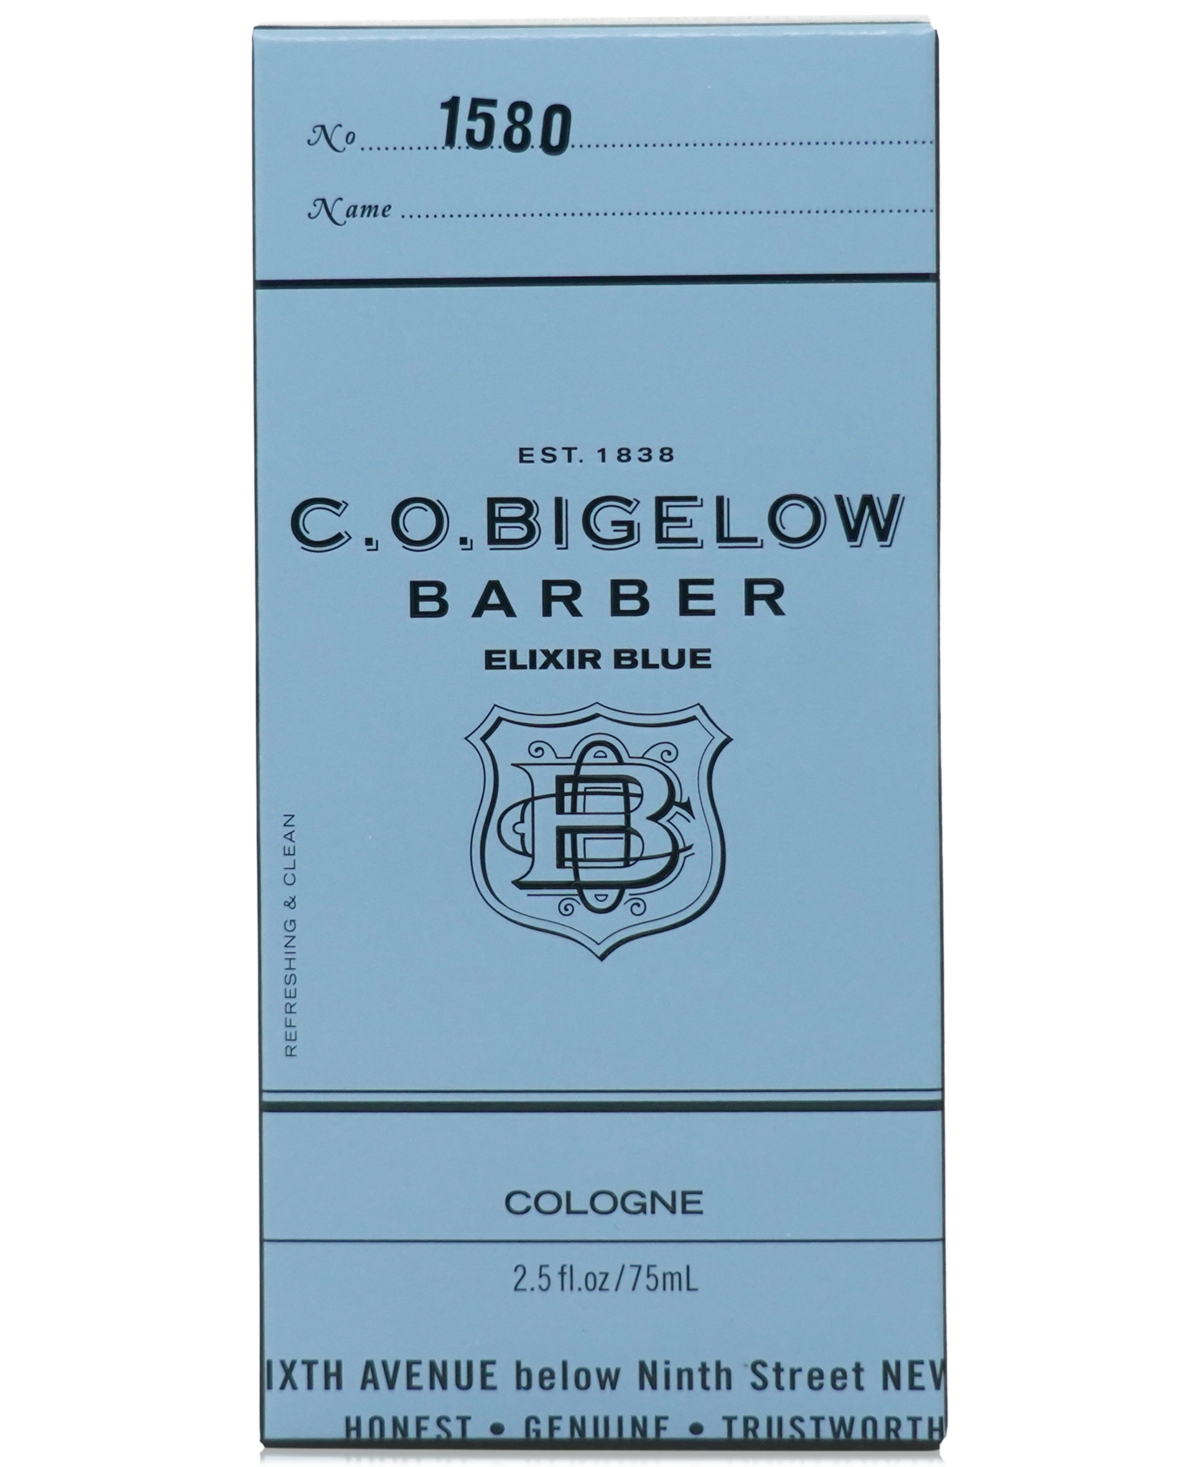 No 1580
Name
EST. 1838
C.O.BIGELOW
BARBER
ELIXIR BLUE
REFRESHING & CLEAN
COLOGNE
2.5 fl.oz/75mL
IXTH AVENUE below Ninth Street NEW
HONEST • GENUINE • TRUSTWORTH